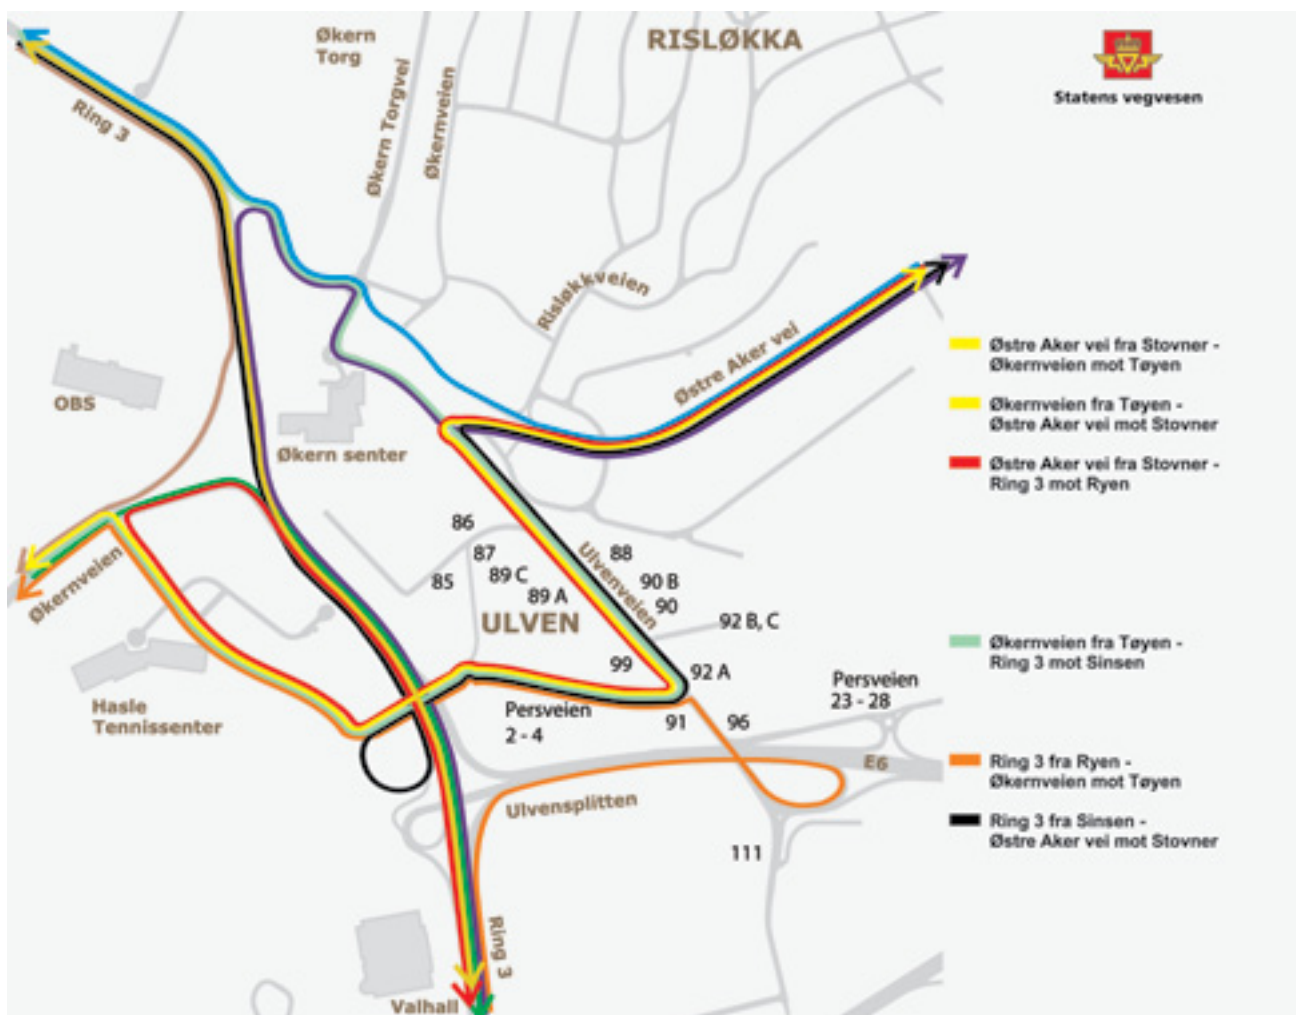 Økern
Torg
RISLØKKA
Statens vegvesen
Ring 3
Økern Torgvei
Økernveien
Risløkkveien
Østre Aker vei
OBS
Økern senter
Østre Aker vei fra Stovner -
Økernveien mot Tøyen
Økernveien fra Tøyen -
Østre Aker vei mot Stovner
Østre Aker vei fra Stovner -
Ring 3 mot Ryen
86
87
88
85
89 C
89 A
90 B
90
Ulvenveien
Økernveien
ULVEN
92 B, C
99
92 A
Økernveien fra Tøyen -
Ring 3 mot Sinsen
Hasle
Tennissenter
Persveien
2 - 4
91
96
Persveien
23 - 28
E6
Ulvensplitten
111
Ring 3 fra Ryen -
Økernveien mot Tøyen
Ring 3 fra Sinsen -
Østre Aker vei mot Stovner
Ring 3
Valhall